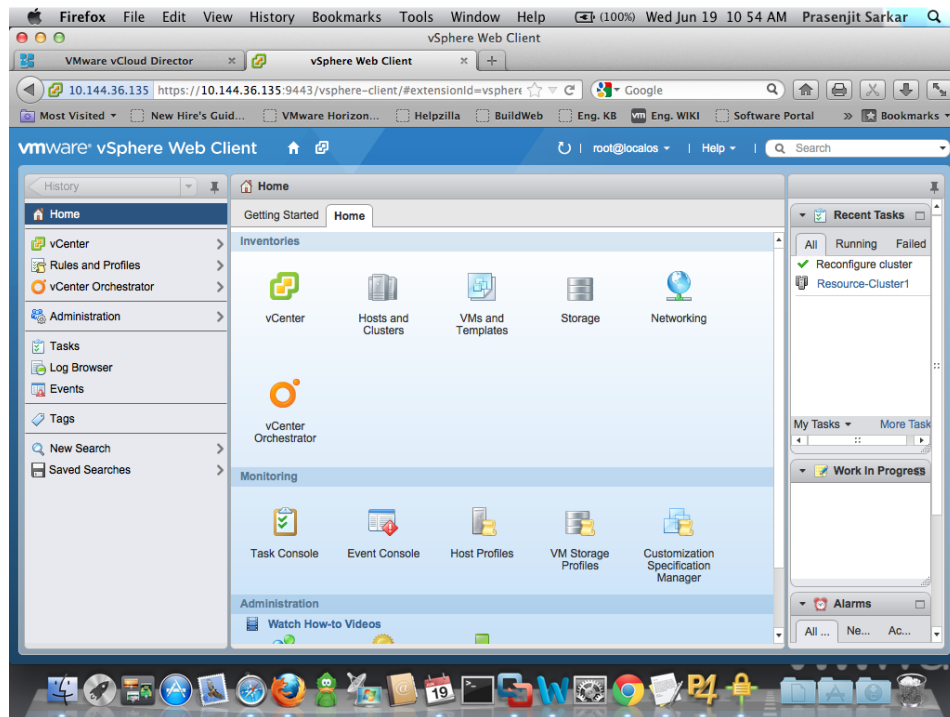 Firefox File Edit View History Bookmarks Tools Window Help (100%) Wed Jun 19 10 54 AM Prasenjit Sarkar
vSphere Web Client
VMware vCloud Director × vSphere Web Client × +
10.144.36.135 https://10.144.36.135:9443/vsphere-client/#extensionId=vsphere Google
Most Visited New Hire's Guid... VMware Horizon... Helpzilla BuildWeb Eng. KB vm Eng. WIKI Software Portal » Bookmarks
vmware® vSphere Web Client | root@localos | Help | Search
History
Home
vCenter
Rules and Profiles
vCenter Orchestrator
Administration
Tasks
Log Browser
Events
Tags
New Search
Saved Searches
Home
Getting Started Home
Inventories
vCenter
Hosts and
Clusters
VMs and
Templates
Storage
Networking
vCenter
Orchestrator
Monitoring
Task Console
Event Console
Host Profiles
VM Storage
Profiles
Customization
Specification
Manager
Administration
Watch How-to Videos
Recent Tasks
All Running Failed
Reconfigure cluster
Resource-Cluster1
My Tasks More Task
Work In Progress
Alarms
All ... Ne... Ac...
19
P4